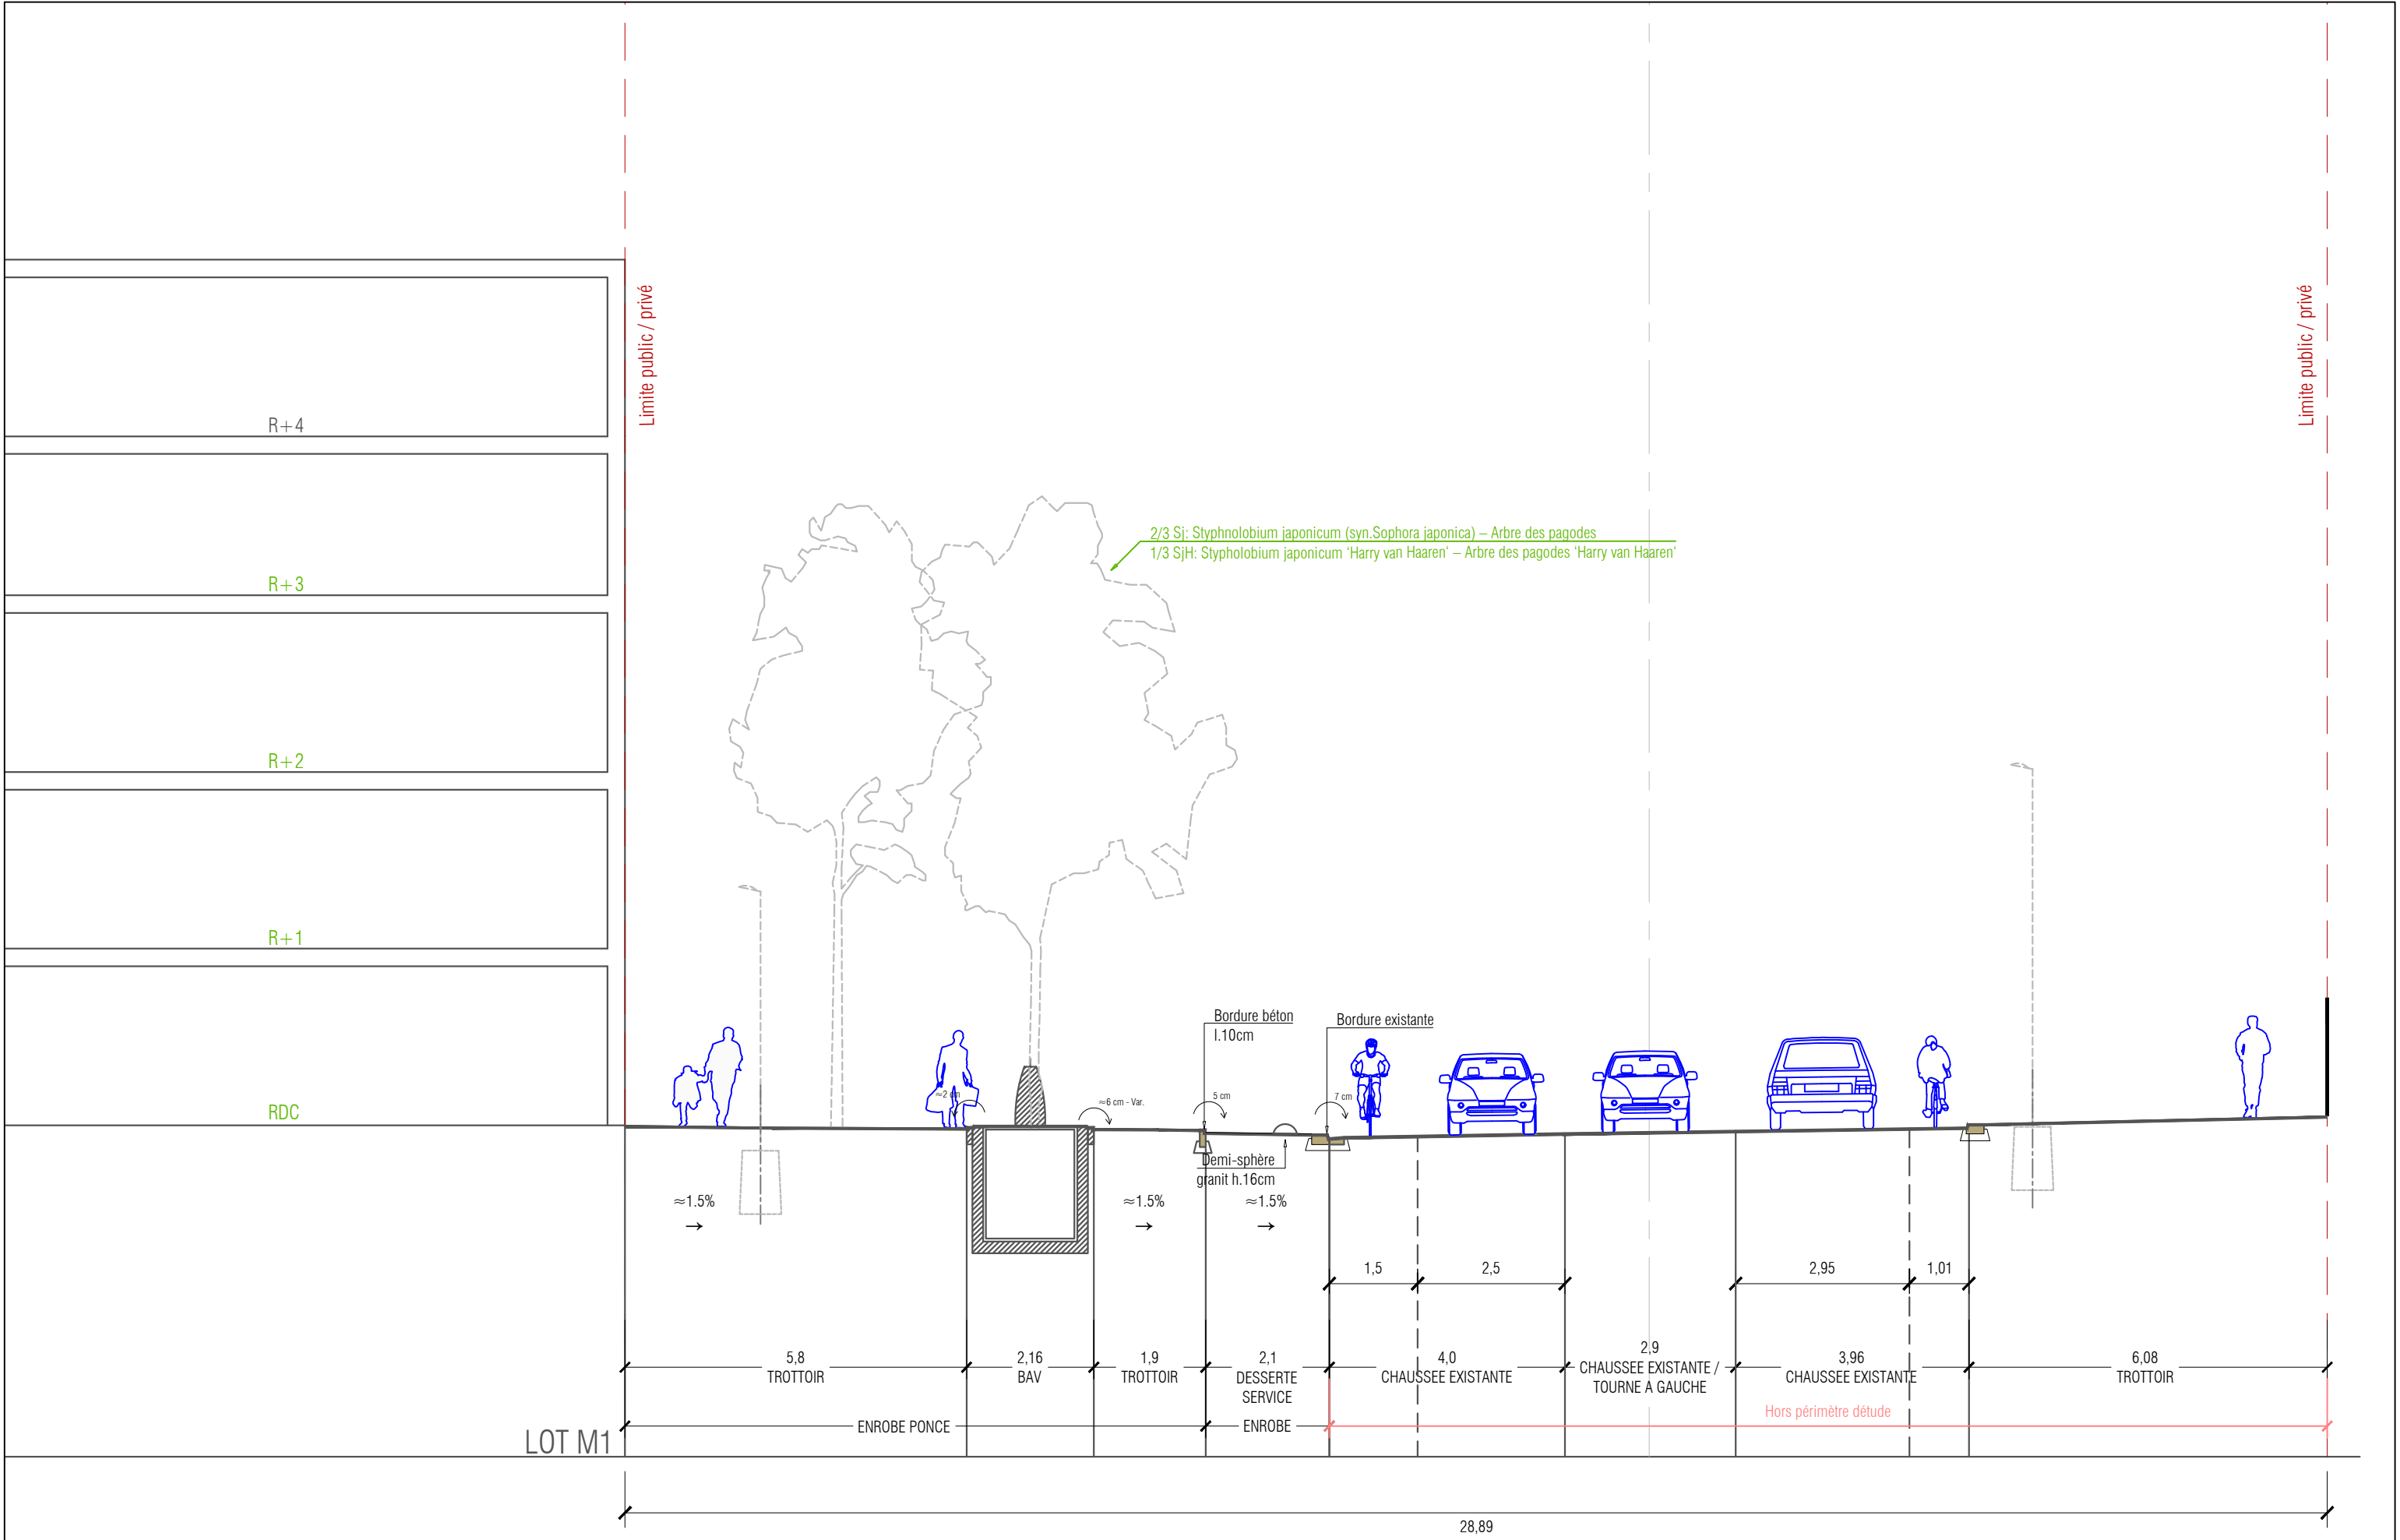 Limite public / privé
Limite public / privé
R+4
2/3 Sj: Styphnolobium japonicum (syn.Sophora japonica) – Arbre des pagodes
1/3 SjH: Stypholobium japonicum 'Harry van Haaren' – Arbre des pagodes 'Harry van Haaren'
R+3
R+2
R+1
Bordure béton
l.10cm
Bordure existante
RDC
≈2 cm
≈6 cm - Var.
5 cm
7 cm
Demi-sphère
granit h.16cm
≈1.5%
≈1.5%
≈1.5%
1,5
2,5
2,95
1,01
5,8
TROTTOIR
2,16
BAV
1,9
TROTTOIR
2,1
DESSERTE
SERVICE
4,0
CHAUSSEE EXISTANTE
2,9
CHAUSSEE EXISTANTE /
TOURNE A GAUCHE
3,96
CHAUSSEE EXISTANTE
6,08
TROTTOIR
ENROBE PONCE
ENROBE
Hors périmètre détude
LOT M1
28,89